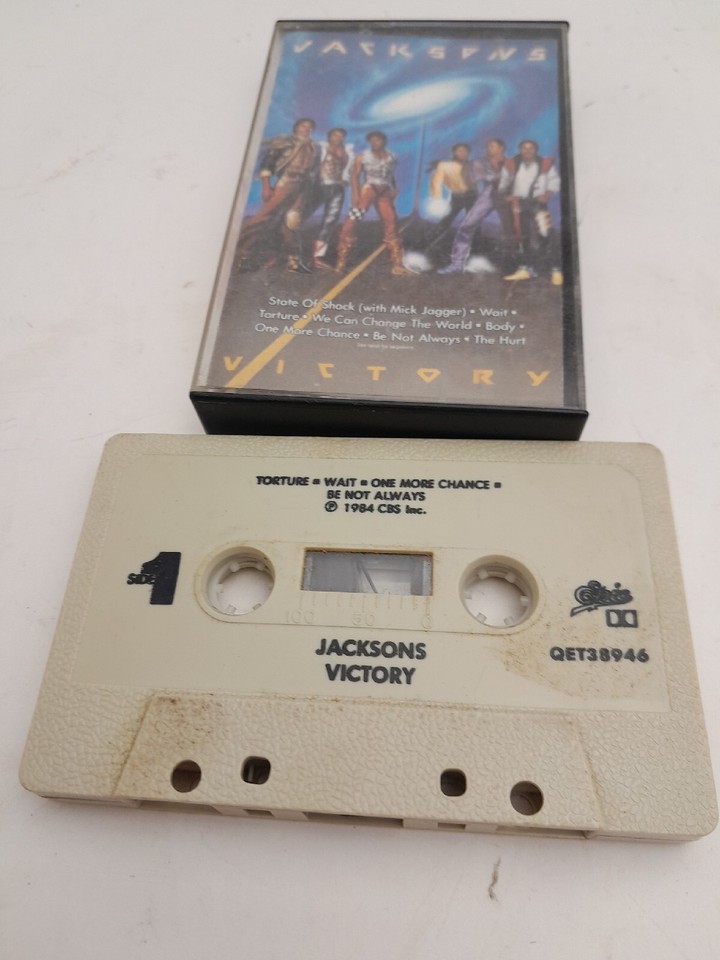 JACKSONS
State Of Shock (with Mick Jagger) • Wait •
Torture • We Can Change The World • Body •
One More Chance • Be Not Always • The Hurt
VICTORY
TORTURE ▪ WAIT ▪ ONE MORE CHANCE ▪
BE NOT ALWAYS
℗ 1984 CBS Inc.
SIDE 1
Epic
100 50 0
JACKSONS
VICTORY
QET38946